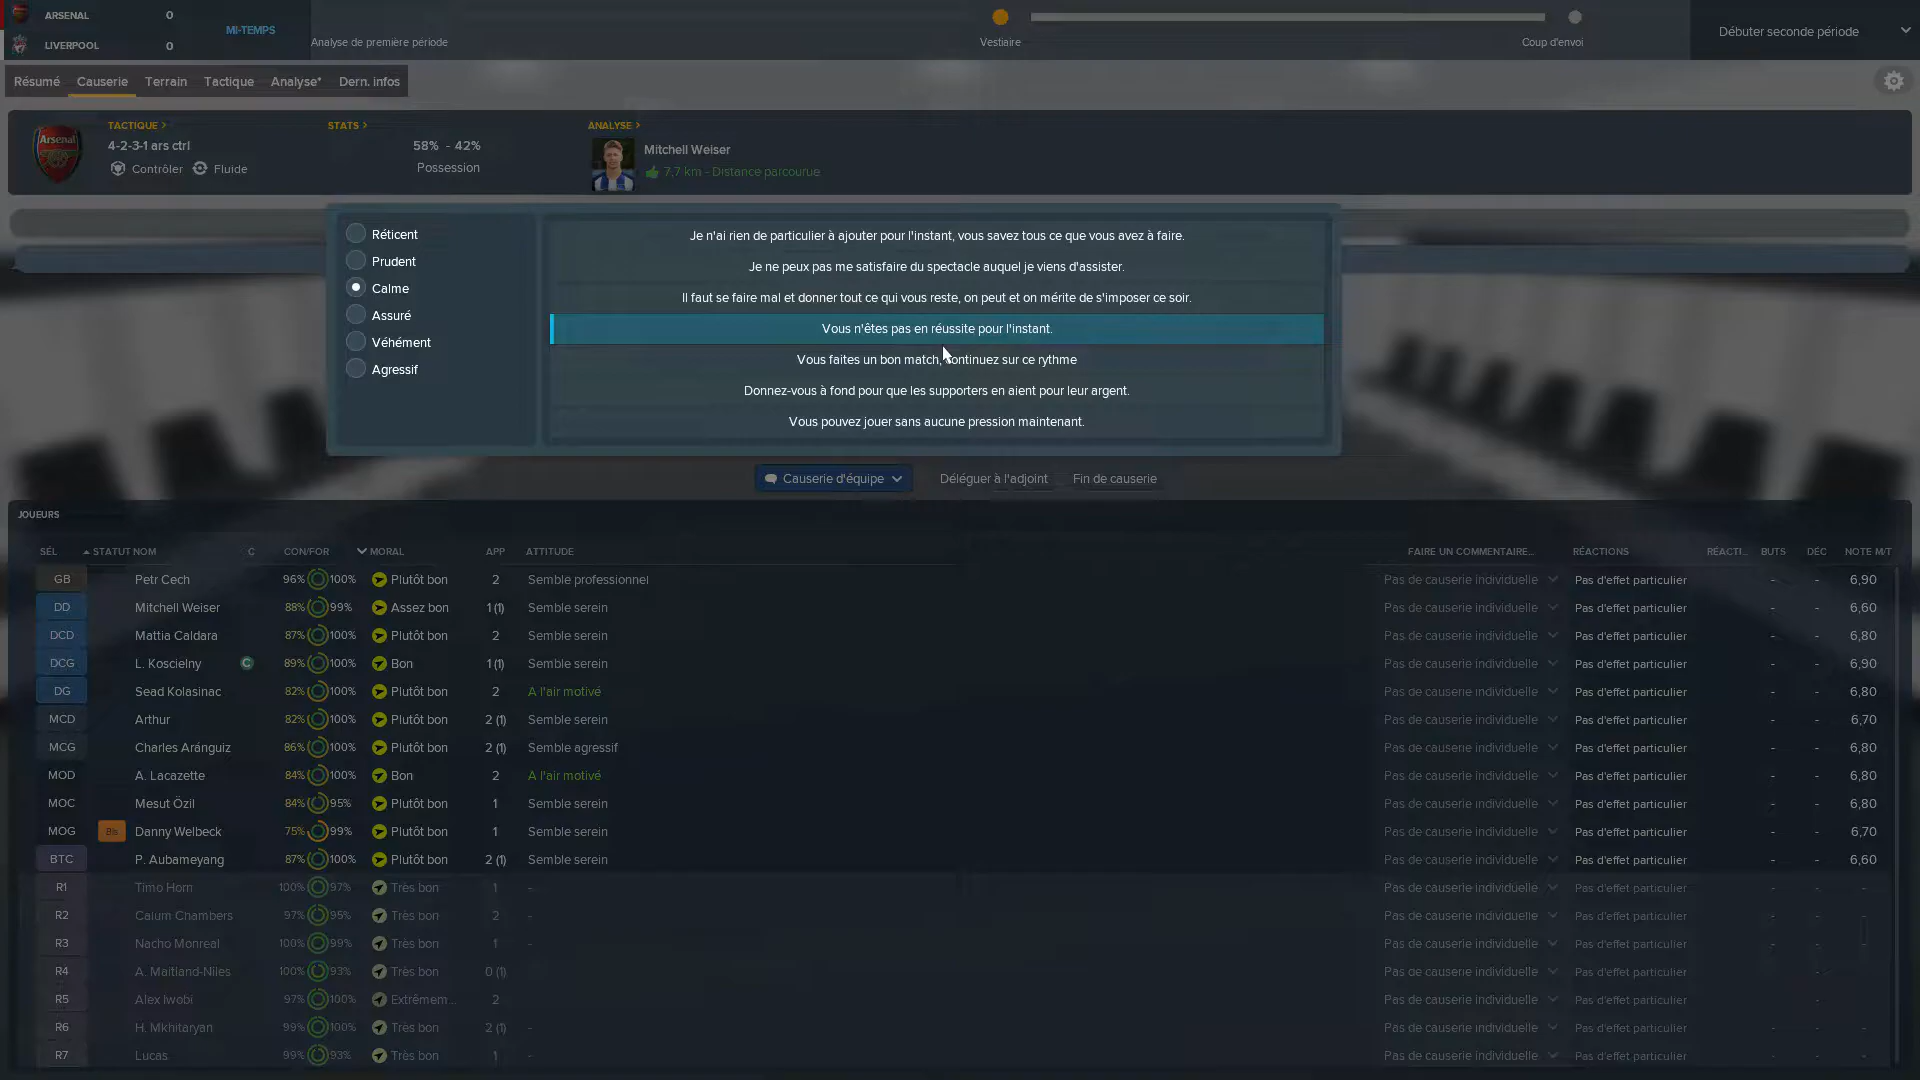 ARSENAL 0
LIVERPOOL 0
MI-TEMPS
Analyse de première période
Vestiaire
Coup d'envoi
Débuter seconde période
Résumé Causerie Terrain Tactique Analyse* Dern. infos
TACTIQUE > STATS > ANALYSE >
4-2-3-1 ars ctrl 58% - 42% Mitchell Weiser
Contrôler Fluide Possession 7,7 km - Distance parcourue
Arsenal
Réticent
Prudent
Calme
Assuré
Véhément
Agressif
Je n'ai rien de particulier à ajouter pour l'instant, vous savez tous ce que vous avez à faire.
Je ne peux pas me satisfaire du spectacle auquel je viens d'assister.
Il faut se faire mal et donner tout ce qui vous reste, on peut et on mérite de s'imposer ce soir.
Vous n'êtes pas en réussite pour l'instant.
Vous faites un bon match, continuez sur ce rythme
Donnez-vous à fond pour que les supporters en aient pour leur argent.
Vous pouvez jouer sans aucune pression maintenant.
Causerie d'équipe Déléguer à l'adjoint Fin de causerie
JOUEURS
SÉL STATUT NOM C CON/FOR MORAL APP ATTITUDE FAIRE UN COMMENTAIRE... RÉACTIONS RÉACTI... BUTS DÉC NOTE M/T
GB Petr Cech 96% 100% Plutôt bon 2 Semble professionnel Pas de causerie individuelle Pas d'effet particulier - - 6,90
DD Mitchell Weiser 88% 99% Assez bon 1 (1) Semble serein Pas de causerie individuelle Pas d'effet particulier - - 6,60
DCD Mattia Caldara 87% 100% Plutôt bon 2 Semble serein Pas de causerie individuelle Pas d'effet particulier - - 6,80
DCG L. Koscielny C 89% 100% Bon 1 (1) Semble serein Pas de causerie individuelle Pas d'effet particulier - - 6,90
DG Sead Kolasinac 82% 100% Plutôt bon 2 A l'air motivé Pas de causerie individuelle Pas d'effet particulier - - 6,80
MCD Arthur 82% 100% Plutôt bon 2 (1) Semble serein Pas de causerie individuelle Pas d'effet particulier - - 6,70
MCG Charles Aránguiz 86% 100% Plutôt bon 2 (1) Semble agressif Pas de causerie individuelle Pas d'effet particulier - - 6,80
MOD A. Lacazette 84% 100% Bon 2 A l'air motivé Pas de causerie individuelle Pas d'effet particulier - - 6,80
MOC Mesut Özil 84% 95% Plutôt bon 1 Semble serein Pas de causerie individuelle Pas d'effet particulier - - 6,80
MOG Bls Danny Welbeck 75% 99% Plutôt bon 1 Semble serein Pas de causerie individuelle Pas d'effet particulier - - 6,70
BTC P. Aubameyang 87% 100% Plutôt bon 2 (1) Semble serein Pas de causerie individuelle Pas d'effet particulier - - 6,60
R1 Timo Horn 100% 97% Très bon 1 - Pas de causerie individuelle Pas d'effet particulier - - -
R2 Calum Chambers 97% 95% Très bon 2 - Pas de causerie individuelle Pas d'effet particulier - - -
R3 Nacho Monreal 100% 99% Très bon 1 - Pas de causerie individuelle Pas d'effet particulier - - -
R4 A. Maitland-Niles 100% 93% Très bon 0 (1) - Pas de causerie individuelle Pas d'effet particulier - -
R5 Alex Iwobi 97% 100% Extrêmem... 2 Pas de causerie individuelle Pas d'effet particulier -
R6 H. Mkhitaryan 99% 100% Très bon 2 (1) - Pas de causerie individuelle Pas d'effet particulier - - -
R7 Lucas 99% 93% Très bon 1 - Pas de causerie individuelle Pas d'effet particulier - - -